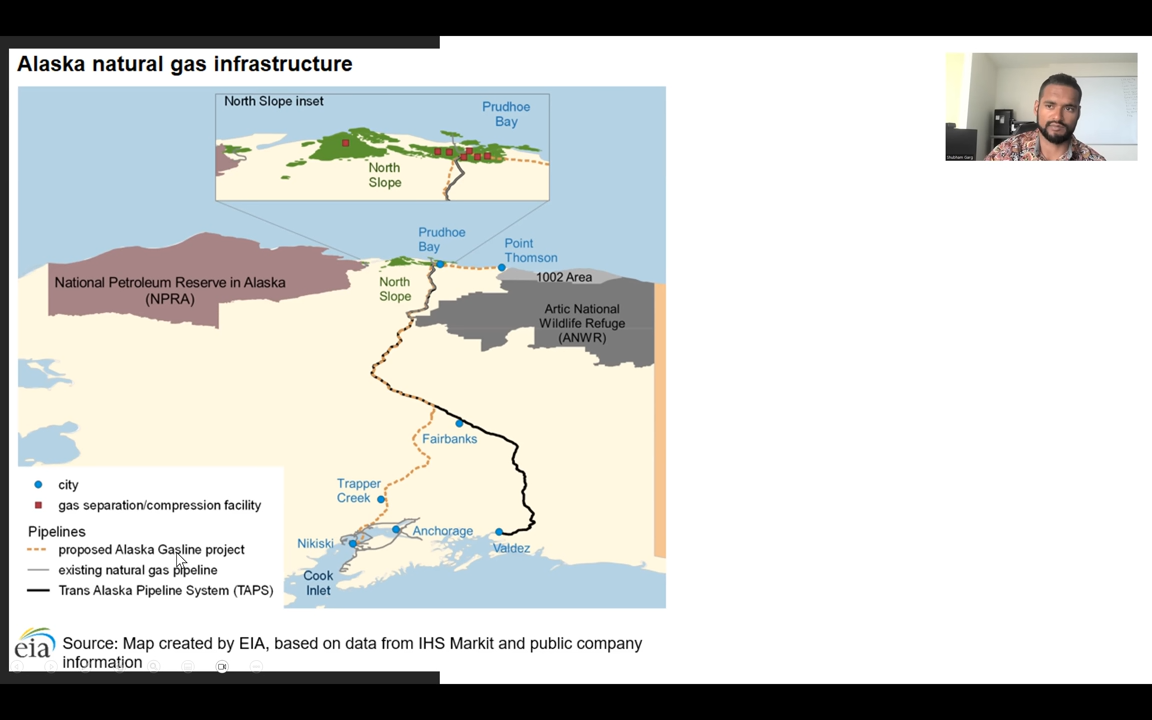 Alaska natural gas infrastructure
North Slope inset
Prudhoe
Bay
North
Slope
Prudhoe
Bay
Point
Thomson
1002 Area
National Petroleum Reserve in Alaska
(NPRA)
North
Slope
Artic National
Wildlife Refuge
(ANWR)
Fairbanks
Trapper
Creek
Anchorage
Nikiski
Valdez
Cook
Inlet
city
gas separation/compression facility
Pipelines
proposed Alaska Gasline project
existing natural gas pipeline
Trans Alaska Pipeline System (TAPS)
eia
Source: Map created by EIA, based on data from IHS Markit and public company
information
Shubham Garg